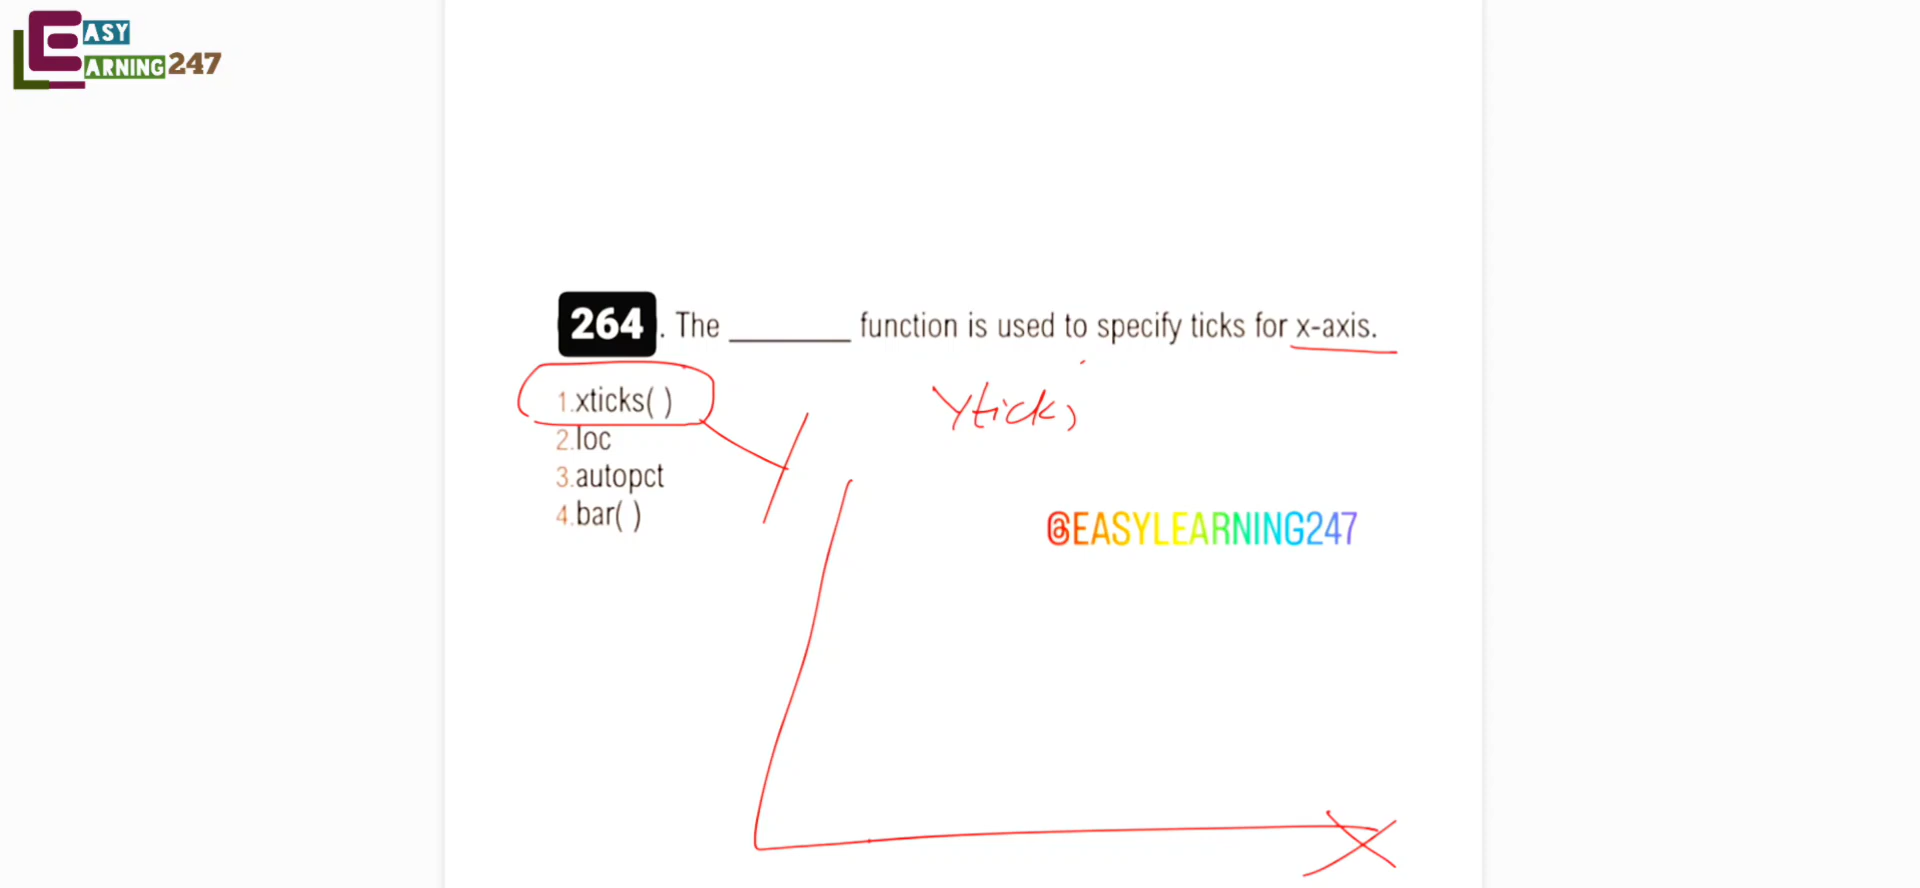 EASY
LEARNING247
264. The ________ function is used to specify ticks for x-axis.
1.xticks( )
Yticks
2.loc
3.autopct
4.bar( )
@EASYLEARNING247
Y
X